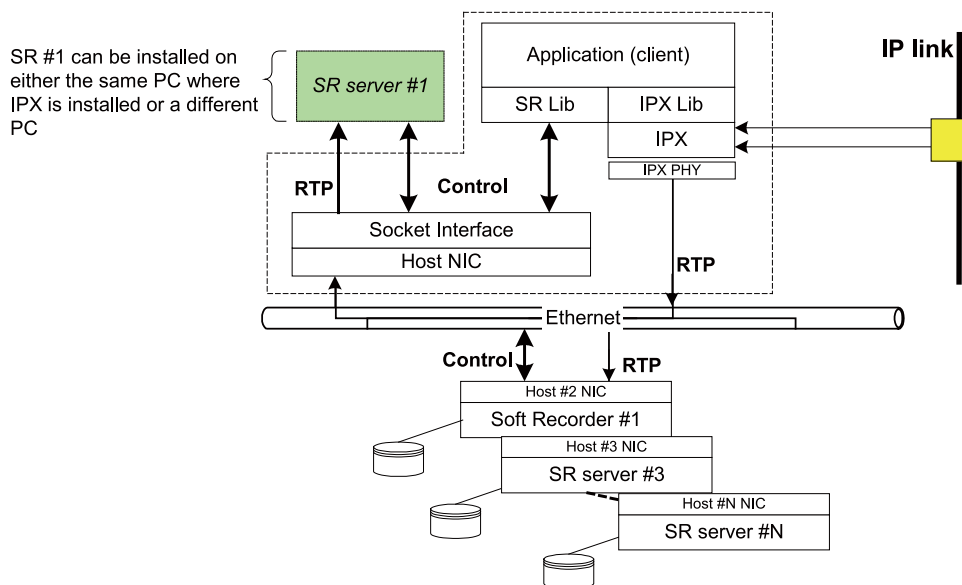 SR #1 can be installed on
either the same PC where
IPX is installed or a different
PC
SR server #1
Application (client)
SR Lib
IPX Lib
IPX
IPX PHY
IP link
RTP
Control
Socket Interface
Host NIC
RTP
Ethernet
Control
RTP
Host #2 NIC
Soft Recorder #1
Host #3 NIC
SR server #3
Host #N NIC
SR server #N